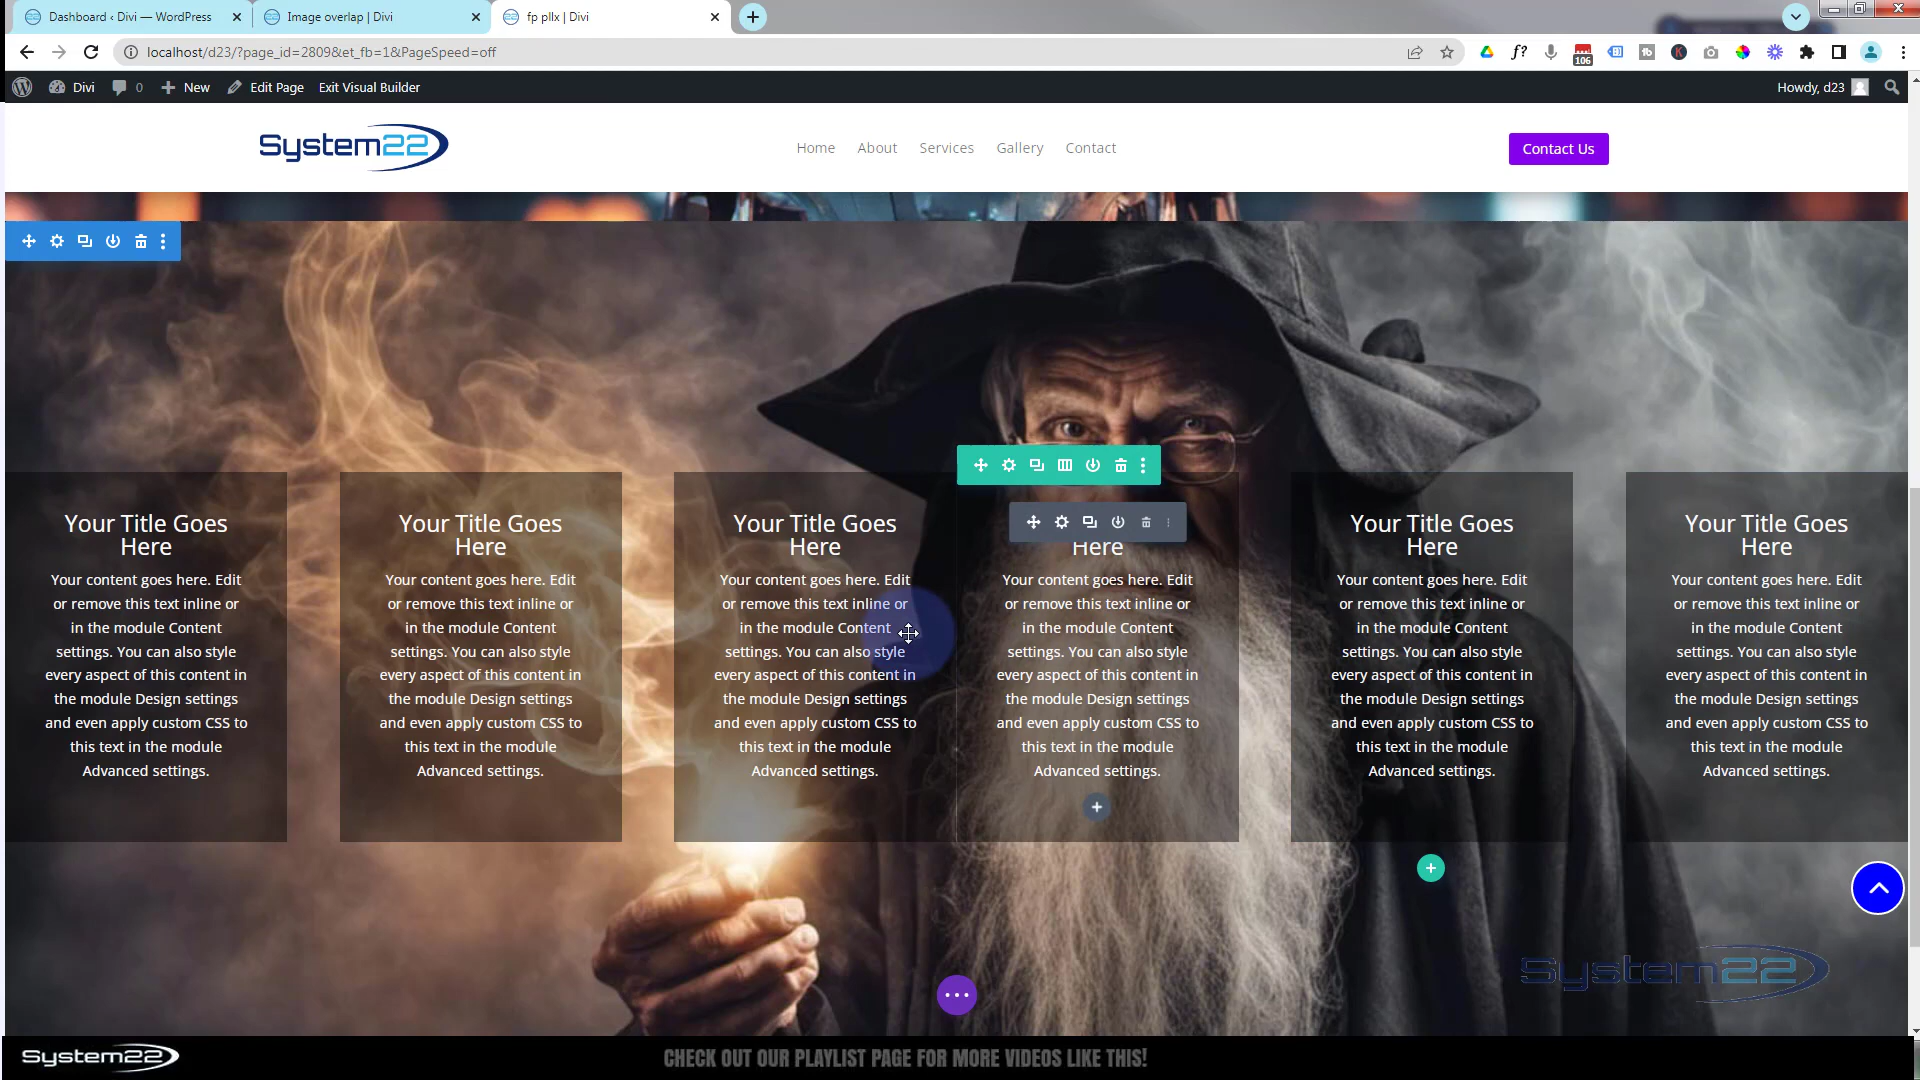 Dashboard ‹ Divi — WordPress
Image overlap | Divi
fp pllx | Divi
localhost/d23/?page_id=2809&et_fb=1&PageSpeed=off
f?
tb
K
106
Divi
0
New
Edit Page
Exit Visual Builder
Howdy, d23
System22
Home
About
Services
Gallery
Contact
Contact Us
Your Title Goes
Here
Your content goes here. Edit
or remove this text inline or
in the module Content
settings. You can also style
every aspect of this content in
the module Design settings
and even apply custom CSS to
this text in the module
Advanced settings.
Your Title Goes
Here
Your content goes here. Edit
or remove this text inline or
in the module Content
settings. You can also style
every aspect of this content in
the module Design settings
and even apply custom CSS to
this text in the module
Advanced settings.
Your Title Goes
Here
Your content goes here. Edit
or remove this text inline or
in the module Content
settings. You can also style
every aspect of this content in
the module Design settings
and even apply custom CSS to
this text in the module
Advanced settings.
Here
Your content goes here. Edit
or remove this text inline or
in the module Content
settings. You can also style
every aspect of this content in
the module Design settings
and even apply custom CSS to
this text in the module
Advanced settings.
Your Title Goes
Here
Your content goes here. Edit
or remove this text inline or
in the module Content
settings. You can also style
every aspect of this content in
the module Design settings
and even apply custom CSS to
this text in the module
Advanced settings.
Your Title Goes
Here
Your content goes here. Edit
or remove this text inline or
in the module Content
settings. You can also style
every aspect of this content in
the module Design settings
and even apply custom CSS to
this text in the module
Advanced settings.
System22
System22
CHECK OUT OUR PLAYLIST PAGE FOR MORE VIDEOS LIKE THIS!